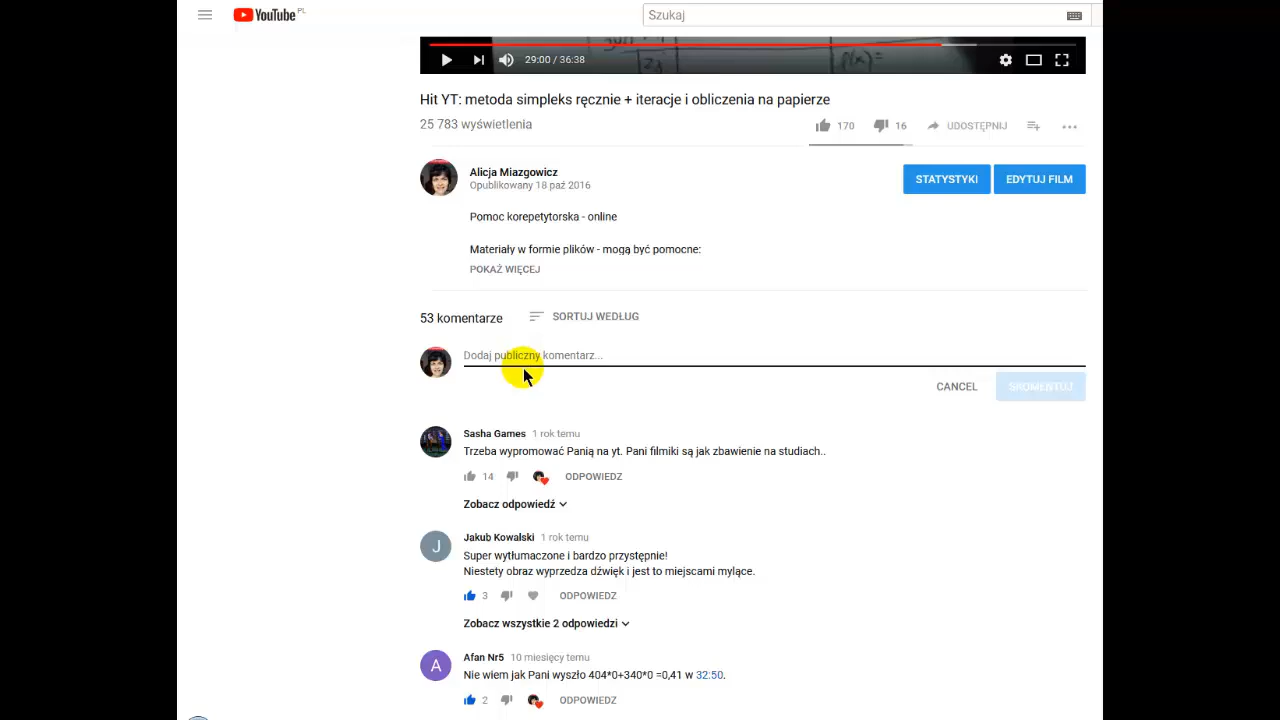 YouTube PL
Szukaj
29:00 / 36:38
Hit YT: metoda simpleks ręcznie + iteracje i obliczenia na papierze
25 783 wyświetlenia
170
16
UDOSTĘPNIJ
Alicja Miazgowicz
Opublikowany 18 paź 2016
STATYSTYKI
EDYTUJ FILM
Pomoc korepetytorska - online
Materiały w formie plików - mogą być pomocne:
POKAŻ WIĘCEJ
53 komentarze
SORTUJ WEDŁUG
Dodaj publiczny komentarz...
CANCEL
SKOMENTUJ
Sasha Games 1 rok temu
Trzeba wypromować Panią na yt. Pani filmiki są jak zbawienie na studiach..
14
ODPOWIEDZ
Zobacz odpowiedź
J
Jakub Kowalski 1 rok temu
Super wytłumaczone i bardzo przystępnie!
Niestety obraz wyprzedza dźwięk i jest to miejscami mylące.
3
ODPOWIEDZ
Zobacz wszystkie 2 odpowiedzi
A
Afan Nr5 10 miesięcy temu
Nie wiem jak Pani wyszło 404*0+340*0 =0,41 w 32:50.
2
ODPOWIEDZ